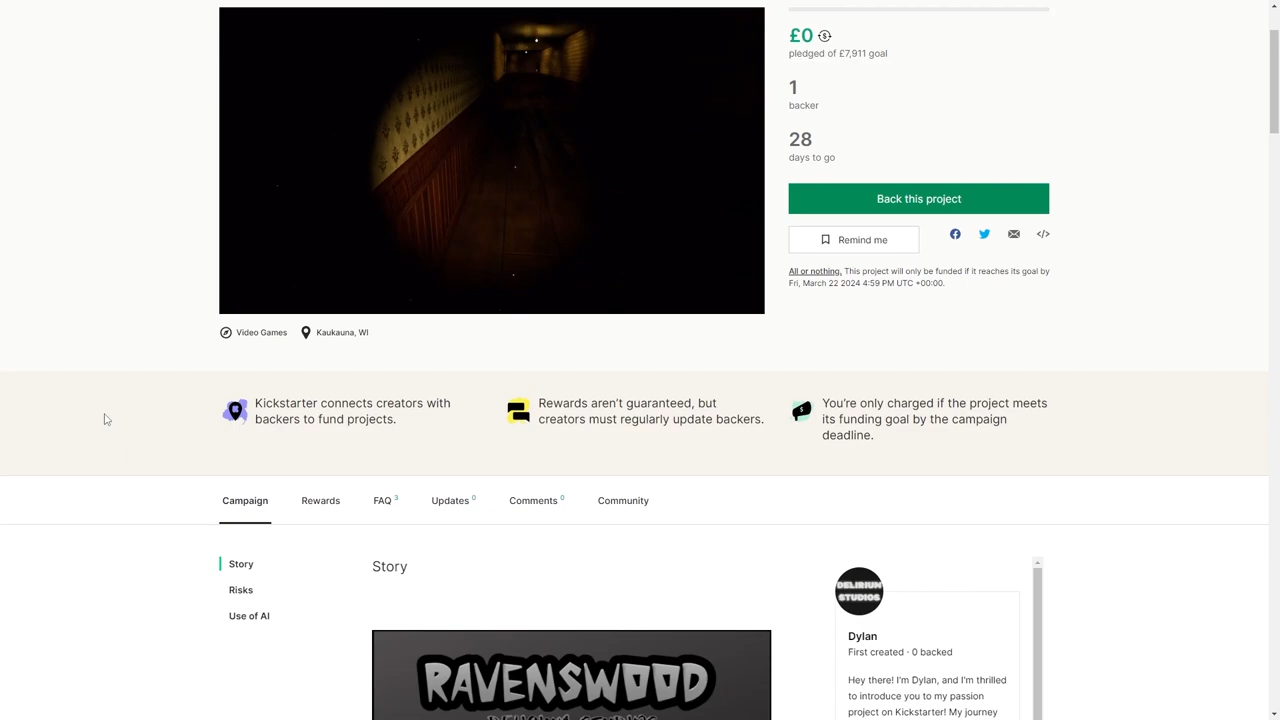 £0
pledged of £7,911 goal
1
backer
28
days to go
Back this project
Remind me
</>
All or nothing. This project will only be funded if it reaches its goal by
Fri, March 22 2024 4:59 PM UTC +00:00.
Video Games
Kaukauna, WI
Kickstarter connects creators with
backers to fund projects.
Rewards aren't guaranteed, but
creators must regularly update backers.
You're only charged if the project meets
its funding goal by the campaign
deadline.
Campaign
Rewards
FAQ 3
Updates 0
Comments 0
Community
Story
Risks
Use of AI
Story
RAVENSWOOD
DELIRIUM STUDIOS
DELIRIUM
STUDIOS
Dylan
First created · 0 backed
Hey there! I'm Dylan, and I'm thrilled
to introduce you to my passion
project on Kickstarter! My journey